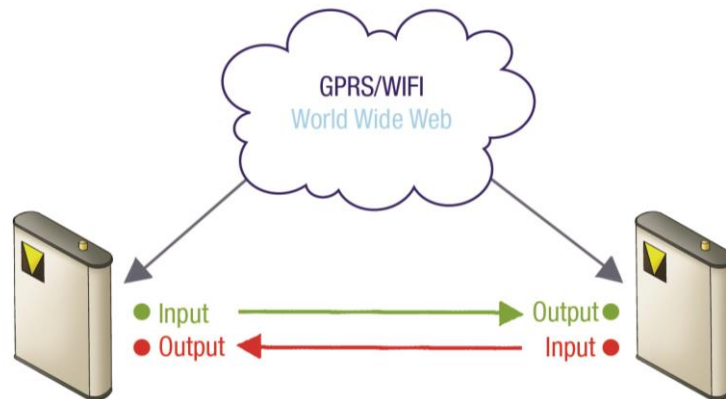 GPRS/WIFI
World Wide Web
Input
Output
Output
Input